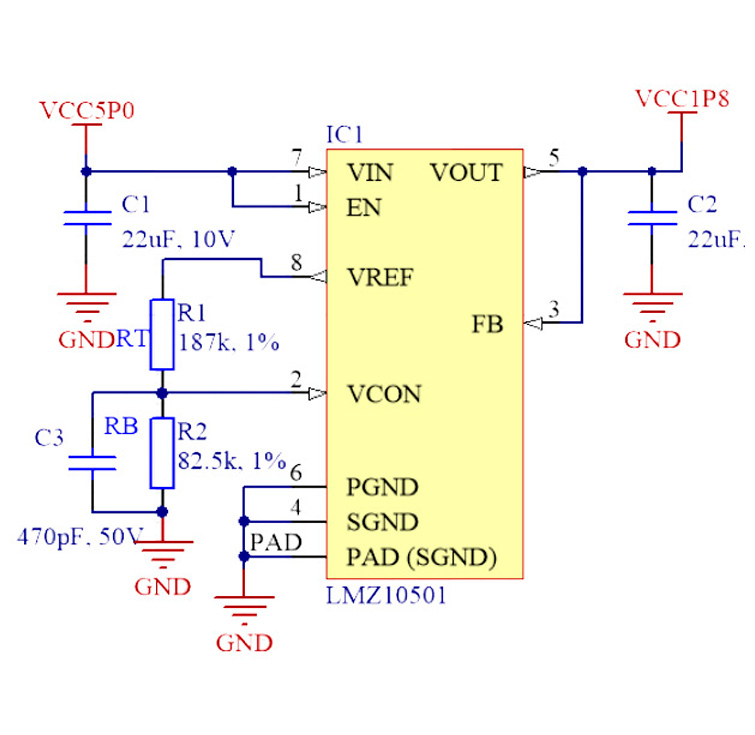 VCC5P0
VCC1P8
IC1
7
VIN
VOUT
5
1
EN
C1
22uF, 10V
C2
22uF,
8
VREF
R1
RT
187k, 1%
GND
FB
3
GND
2
VCON
RB
R2
C3
82.5k, 1%
6
PGND
4
SGND
470pF, 50V
PAD
PAD (SGND)
GND
LMZ10501
GND